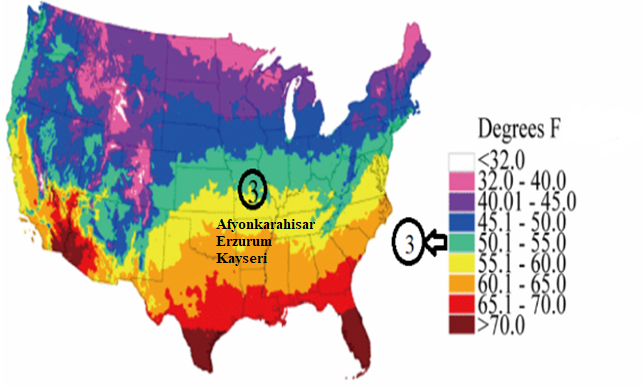 Degrees F
<32.0
32.0 - 40.0
40.01 - 45.0
45.1 - 50.0
50.1 - 55.0
55.1 - 60.0
60.1 - 65.0
65.1 - 70.0
>70.0
3
Afyonkarahisar
Erzurum
Kayseri
3